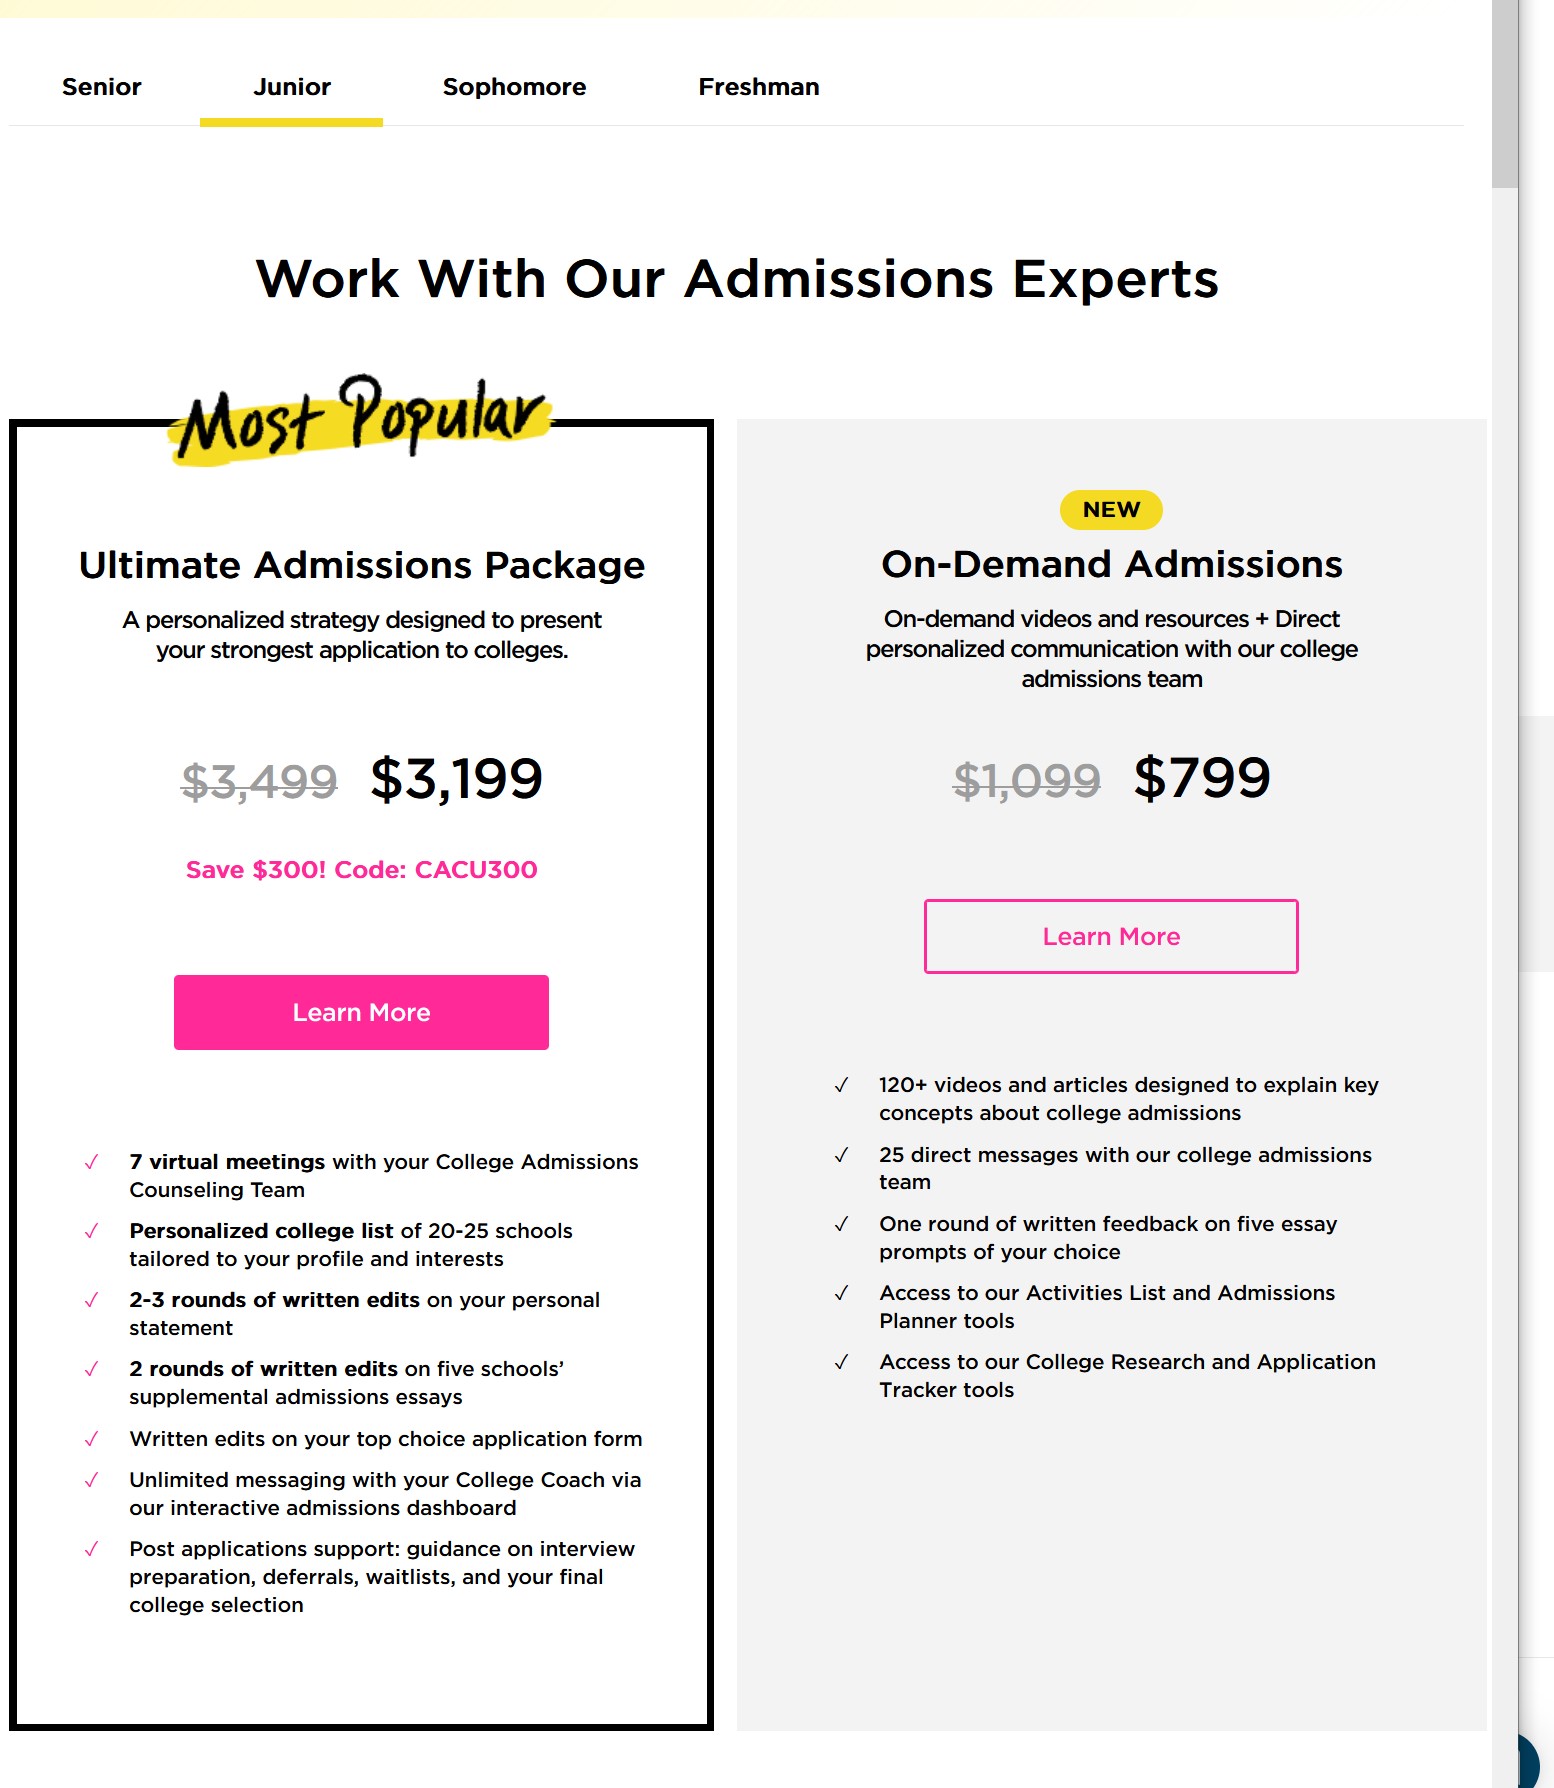 Senior Junior Sophomore Freshman
Work With Our Admissions Experts
Most Popular
Ultimate Admissions Package
A personalized strategy designed to present
your strongest application to colleges.
$3,499 $3,199
Save $300! Code: CACU300
Learn More
✓ 7 virtual meetings with your College Admissions
Counseling Team
✓ Personalized college list of 20-25 schools
tailored to your profile and interests
✓ 2-3 rounds of written edits on your personal
statement
✓ 2 rounds of written edits on five schools’
supplemental admissions essays
✓ Written edits on your top choice application form
✓ Unlimited messaging with your College Coach via
our interactive admissions dashboard
✓ Post applications support: guidance on interview
preparation, deferrals, waitlists, and your final
college selection
NEW
On-Demand Admissions
On-demand videos and resources + Direct
personalized communication with our college
admissions team
$1,099 $799
Learn More
✓ 120+ videos and articles designed to explain key
concepts about college admissions
✓ 25 direct messages with our college admissions
team
✓ One round of written feedback on five essay
prompts of your choice
✓ Access to our Activities List and Admissions
Planner tools
✓ Access to our College Research and Application
Tracker tools